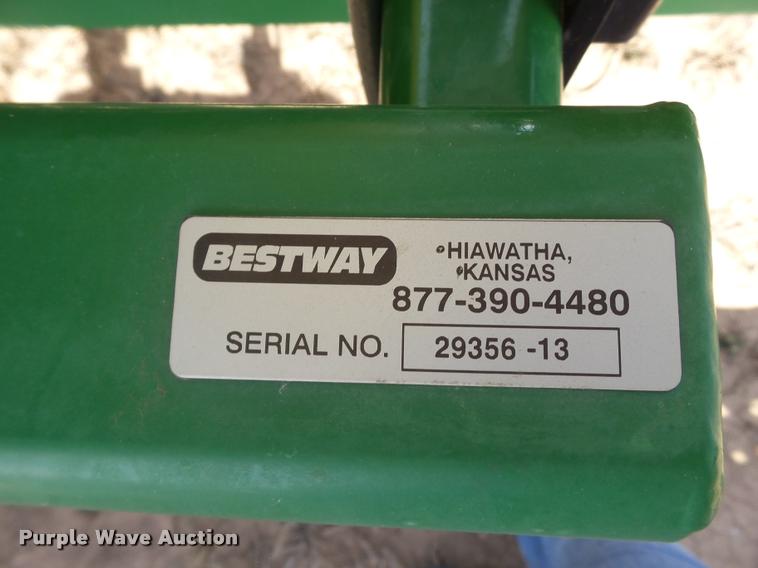 BESTWAY
HIAWATHA,
KANSAS
877-390-4480
SERIAL NO. 29356 -13
Purple Wave Auction